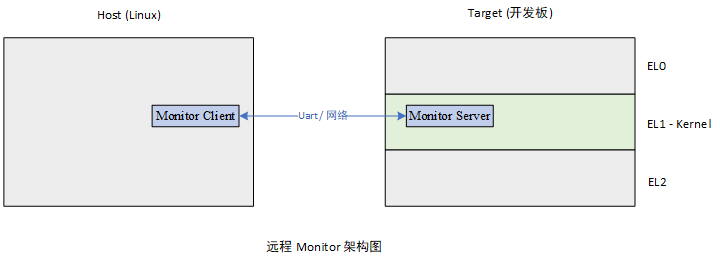 Host (Linux)
Target (开发板)
EL0
Monitor Client
Uart/ 网络
Monitor Server
EL1 - Kernel
EL2
远程 Monitor 架构图